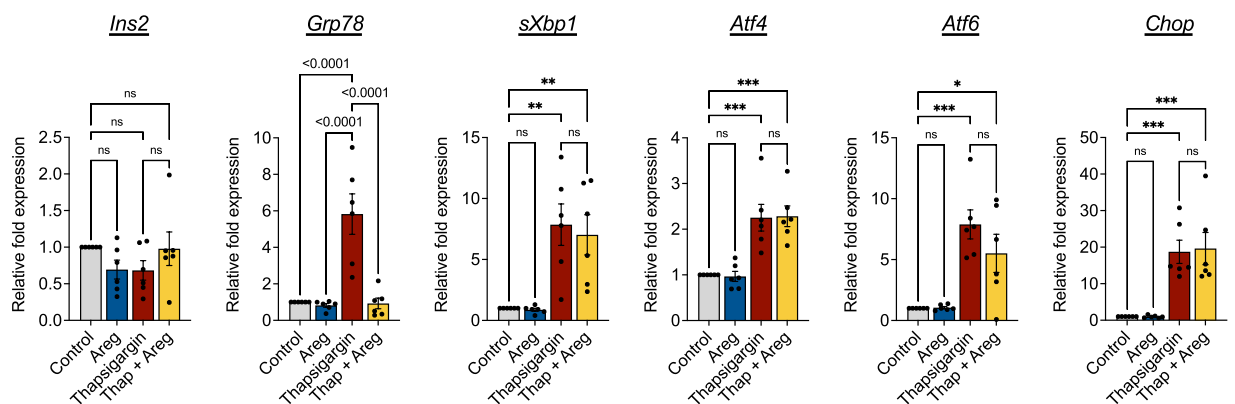 Ins2
Grp78
sXbp1
Atf4
Atf6
Chop
Relative fold expression
2.5
2.0
1.5
1.0
0.5
0.0
ns
ns
ns
ns
Control
Areg
Thapsigargin
Thap + Areg
Relative fold expression
10
8
6
4
2
0
<0.0001
<0.0001
<0.0001
Control
Areg
Thapsigargin
Thap + Areg
Relative fold expression
15
10
5
0
**
**
ns
ns
Control
Areg
Thapsigargin
Thap + Areg
Relative fold expression
4
3
2
1
0
***
***
ns
ns
Control
Areg
Thapsigargin
Thap + Areg
Relative fold expression
15
10
5
0
*
***
ns
ns
Control
Areg
Thapsigargin
Thap + Areg
Relative fold expression
50
40
30
20
10
0
***
***
ns
ns
Control
Areg
Thapsigargin
Thap + Areg